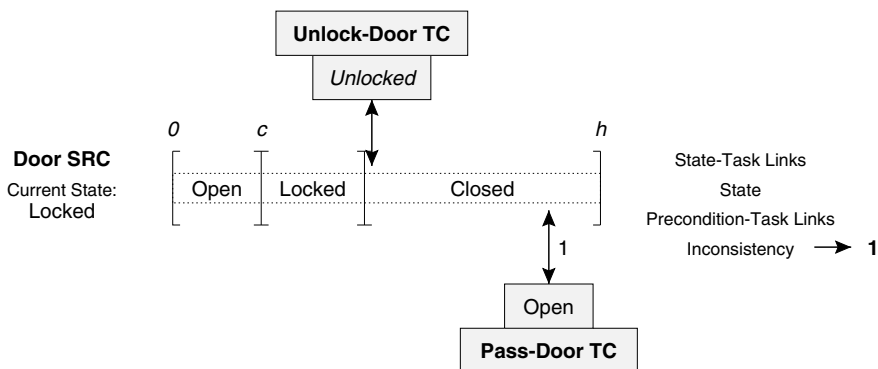 Unlock-Door TC
Unlocked
0 c h
Door SRC
State-Task Links
Current State:
Locked
Open Locked Closed
State
Precondition-Task Links
1
Inconsistency 1
Open
Pass-Door TC